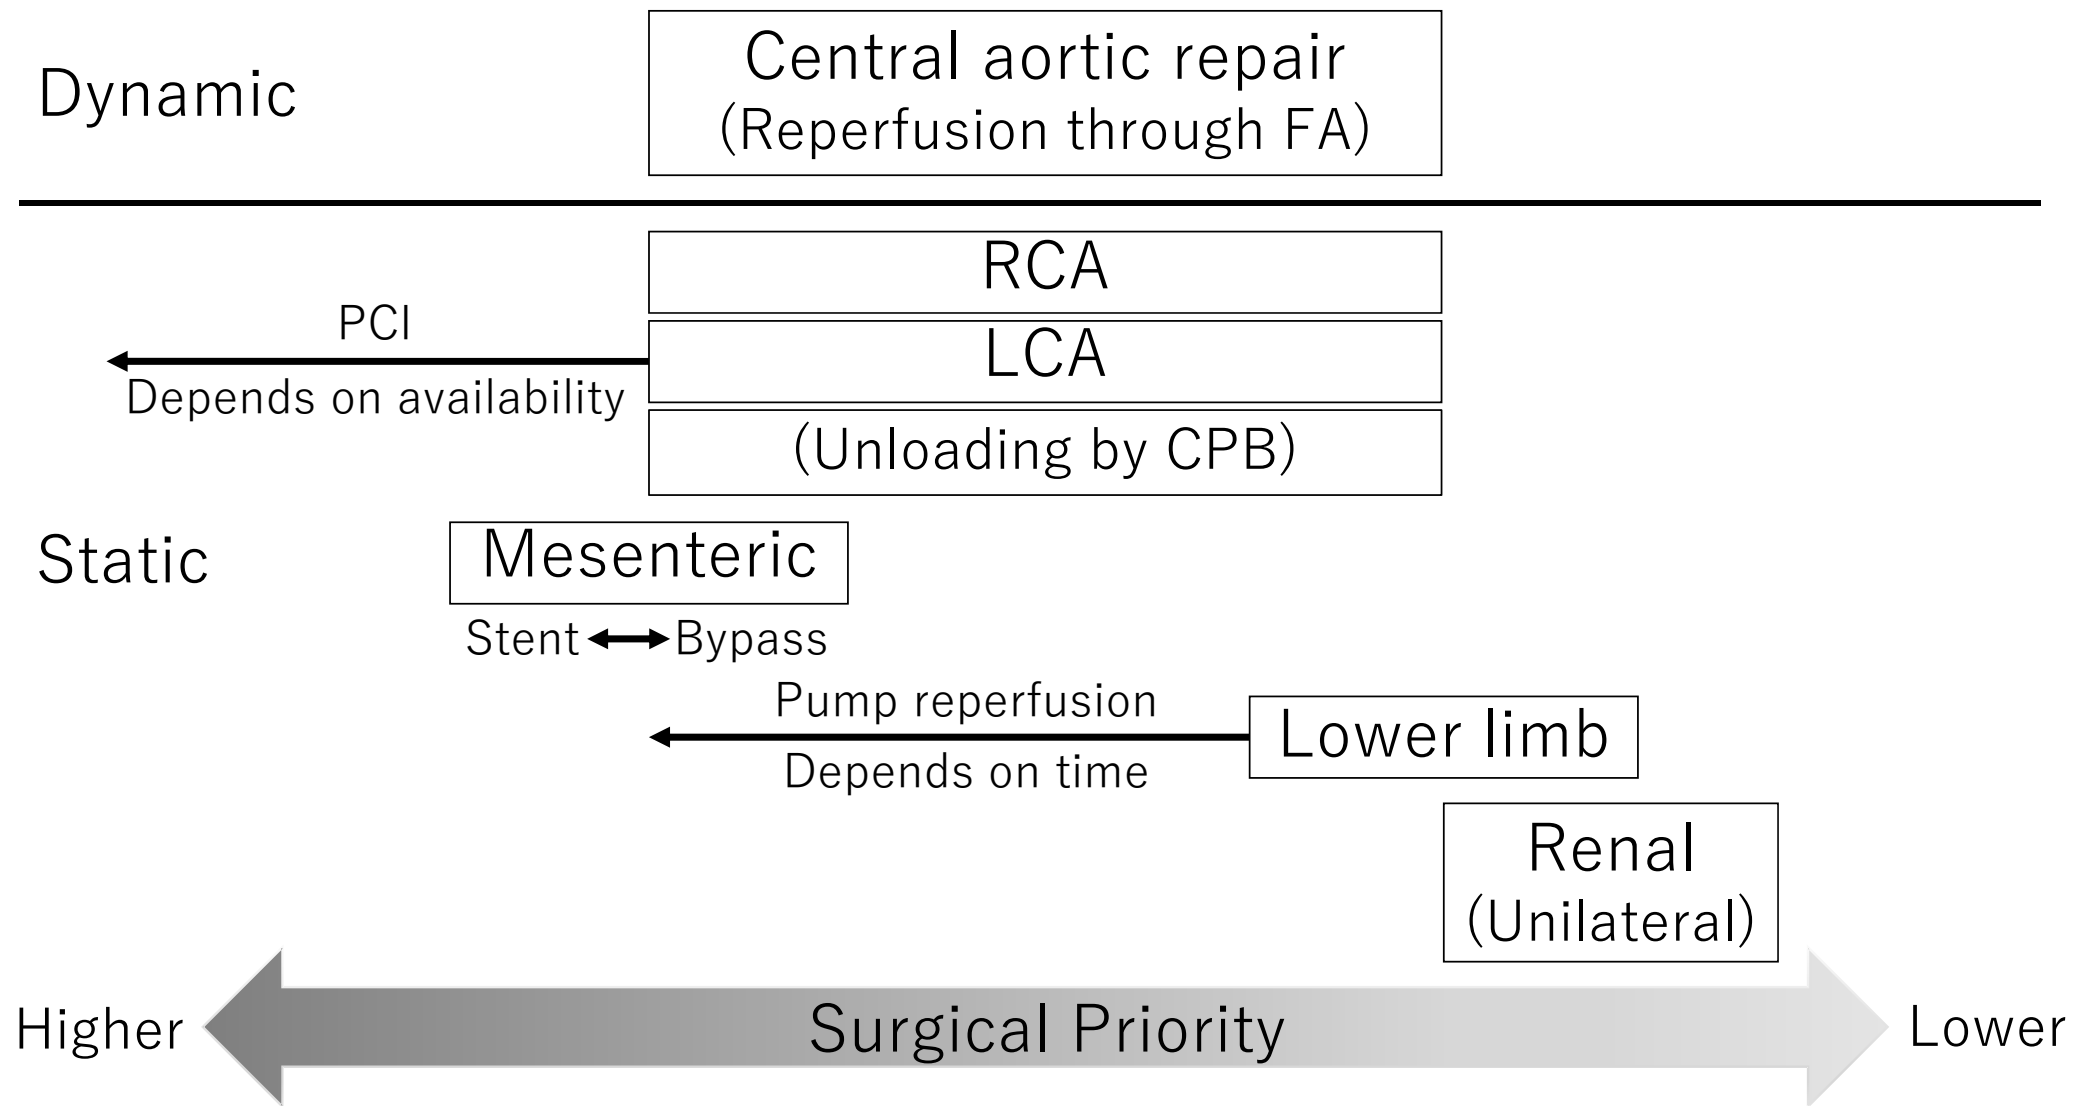 Dynamic
Central aortic repair
(Reperfusion through FA)
RCA
PCI
LCA
Depends on availability
(Unloading by CPB)
Static
Mesenteric
Stent
Bypass
Pump reperfusion
Lower limb
Depends on time
Renal
(Unilateral)
Higher
Surgical Priority
Lower